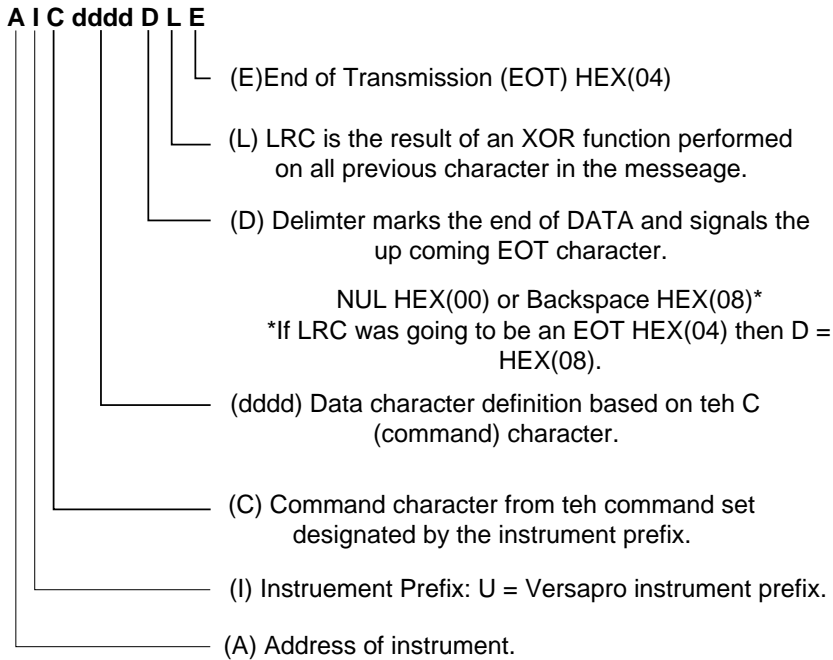 A I C dddd D L E
(E)End of Transmission (EOT) HEX(04)
(L) LRC is the result of an XOR function performed
on all previous character in the messeage.
(D) Delimter marks the end of DATA and signals the
up coming EOT character.
NUL HEX(00) or Backspace HEX(08)*
*If LRC was going to be an EOT HEX(04) then D =
HEX(08).
(dddd) Data character definition based on teh C
(command) character.
(C) Command character from teh command set
designated by the instrument prefix.
(I) Instruement Prefix: U = Versapro instrument prefix.
(A) Address of instrument.